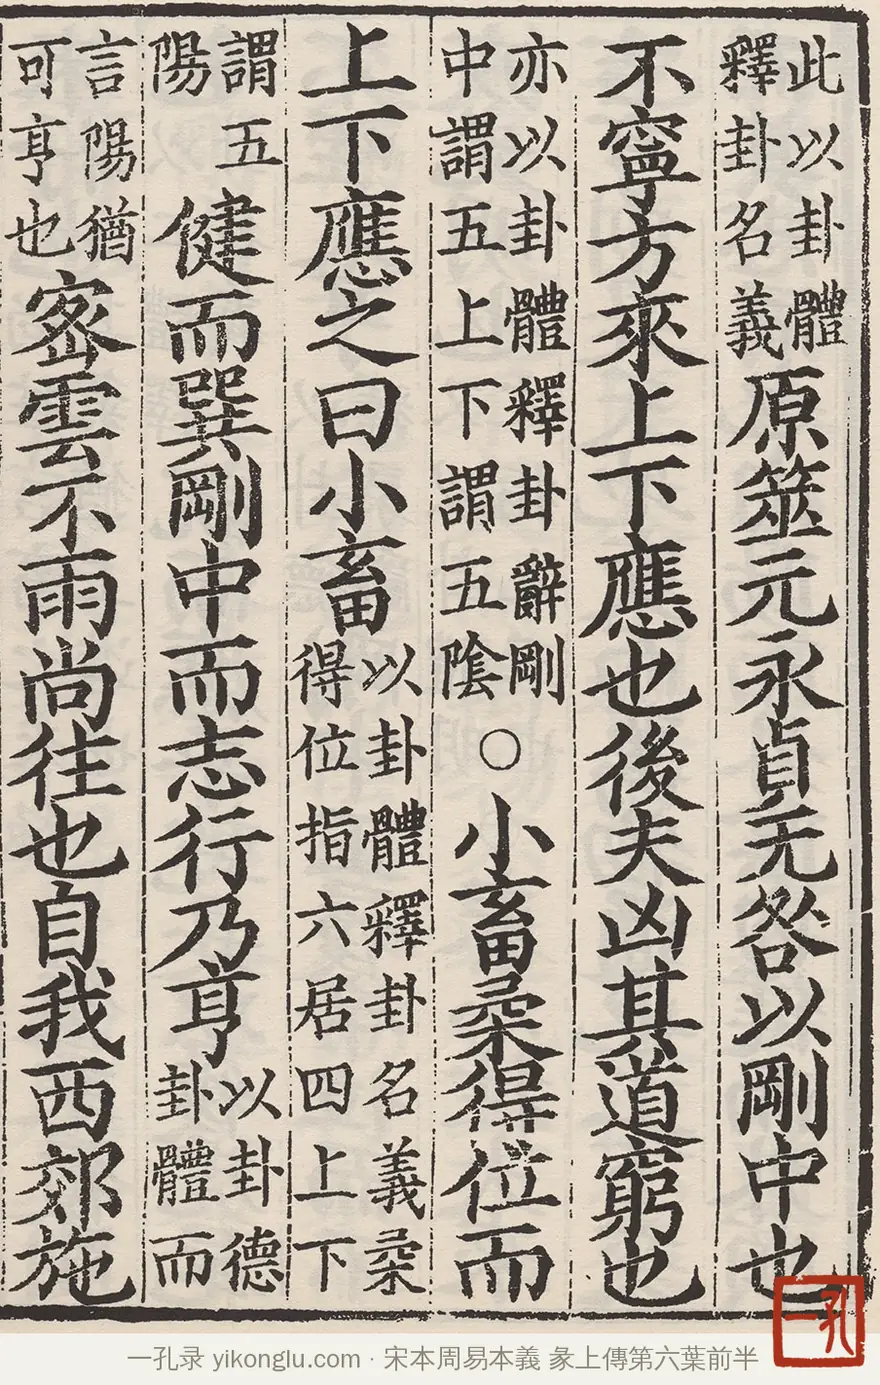 此以卦體
釋卦名義
原筮元永貞无咎以剛中也
不寧方來上下應也後夫凶其道窮也
亦以卦體釋卦辭剛
中謂五上下謂五陰
○小畜柔得位而
上下應之曰小畜
以卦體釋卦名義柔
得位指六居四上下
謂五
陽
健而巽剛中而志行乃亨
以卦德
卦體而
言陽猶
可亨也
密雲不雨尚往也自我西郊施
一孔
一孔录 yikonglu.com · 宋本周易本義 彖上傳第六葉前半